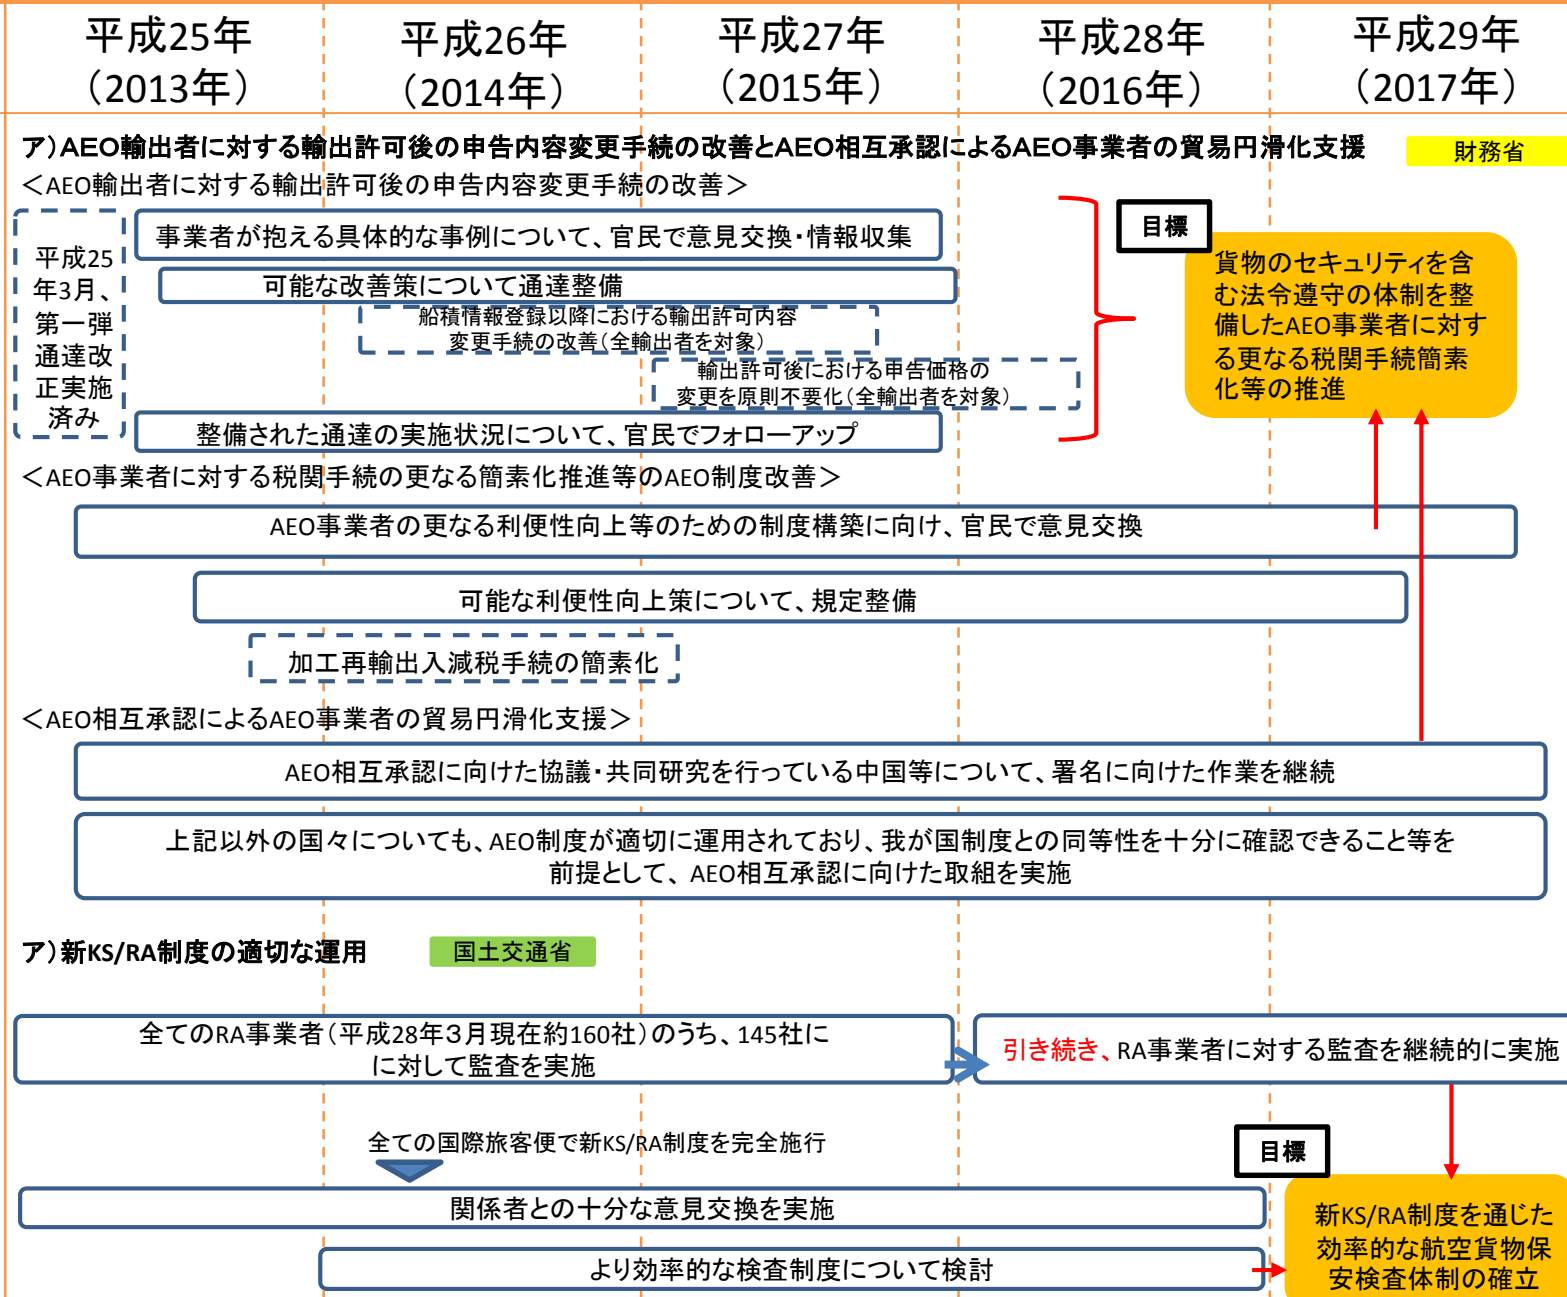 平成25年
（2013年）
平成26年
（2014年）
平成27年
（2015年）
平成28年
（2016年）
平成29年
（2017年）
ア）AEO輸出者に対する輸出許可後の申告内容変更手続の改善とAEO相互承認によるAEO事業者の貿易円滑化支援
財務省
＜AEO輸出者に対する輸出許可後の申告内容変更手続の改善＞
平成25
年3月、
第一弾
通達改
正実施
済み
事業者が抱える具体的な事例について、官民で意見交換・情報収集
可能な改善策について通達整備
船積情報登録以降における輸出許可内容
変更手続の改善（全輸出者を対象）
輸出許可後における申告価格の
変更を原則不要化（全輸出者を対象）
整備された通達の実施状況について、官民でフォローアップ
目標
貨物のセキュリティを含
む法令遵守の体制を整
備したAEO事業者に対す
る更なる税関手続簡素
化等の推進
＜AEO事業者に対する税関手続の更なる簡素化推進等のAEO制度改善＞
AEO事業者の更なる利便性向上等のための制度構築に向け、官民で意見交換
可能な利便性向上策について、規定整備
加工再輸出入減税手続の簡素化
＜AEO相互承認によるAEO事業者の貿易円滑化支援＞
AEO相互承認に向けた協議・共同研究を行っている中国等について、署名に向けた作業を継続
上記以外の国々についても、AEO制度が適切に運用されており、我が国制度との同等性を十分に確認できること等を
前提として、AEO相互承認に向けた取組を実施
ア）新KS/RA制度の適切な運用
国土交通省
全てのRA事業者（平成28年３月現在約160社）のうち、145社に
に対して監査を実施
引き続き、RA事業者に対する監査を継続的に実施
全ての国際旅客便で新KS/RA制度を完全施行
関係者との十分な意見交換を実施
より効率的な検査制度について検討
目標
新KS/RA制度を通じた
効率的な航空貨物保
安検査体制の確立